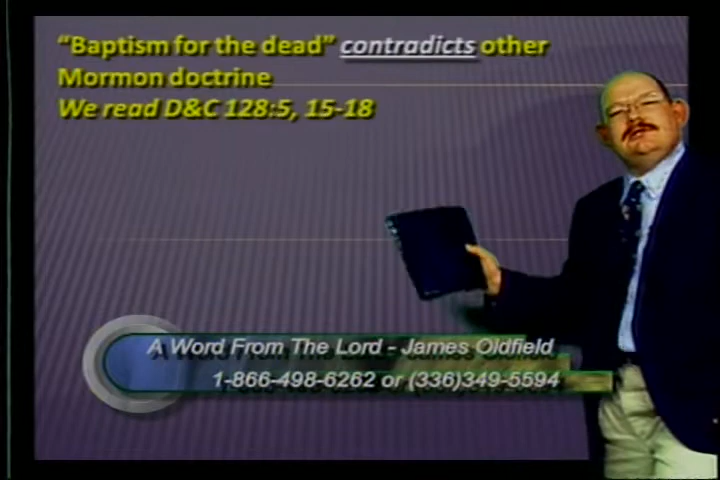 “Baptism for the dead” contradicts other
Mormon doctrine
We read D&C 128:5, 15-18
A Word From The Lord - James Oldfield
1-866-498-6262 or (336)349-5594